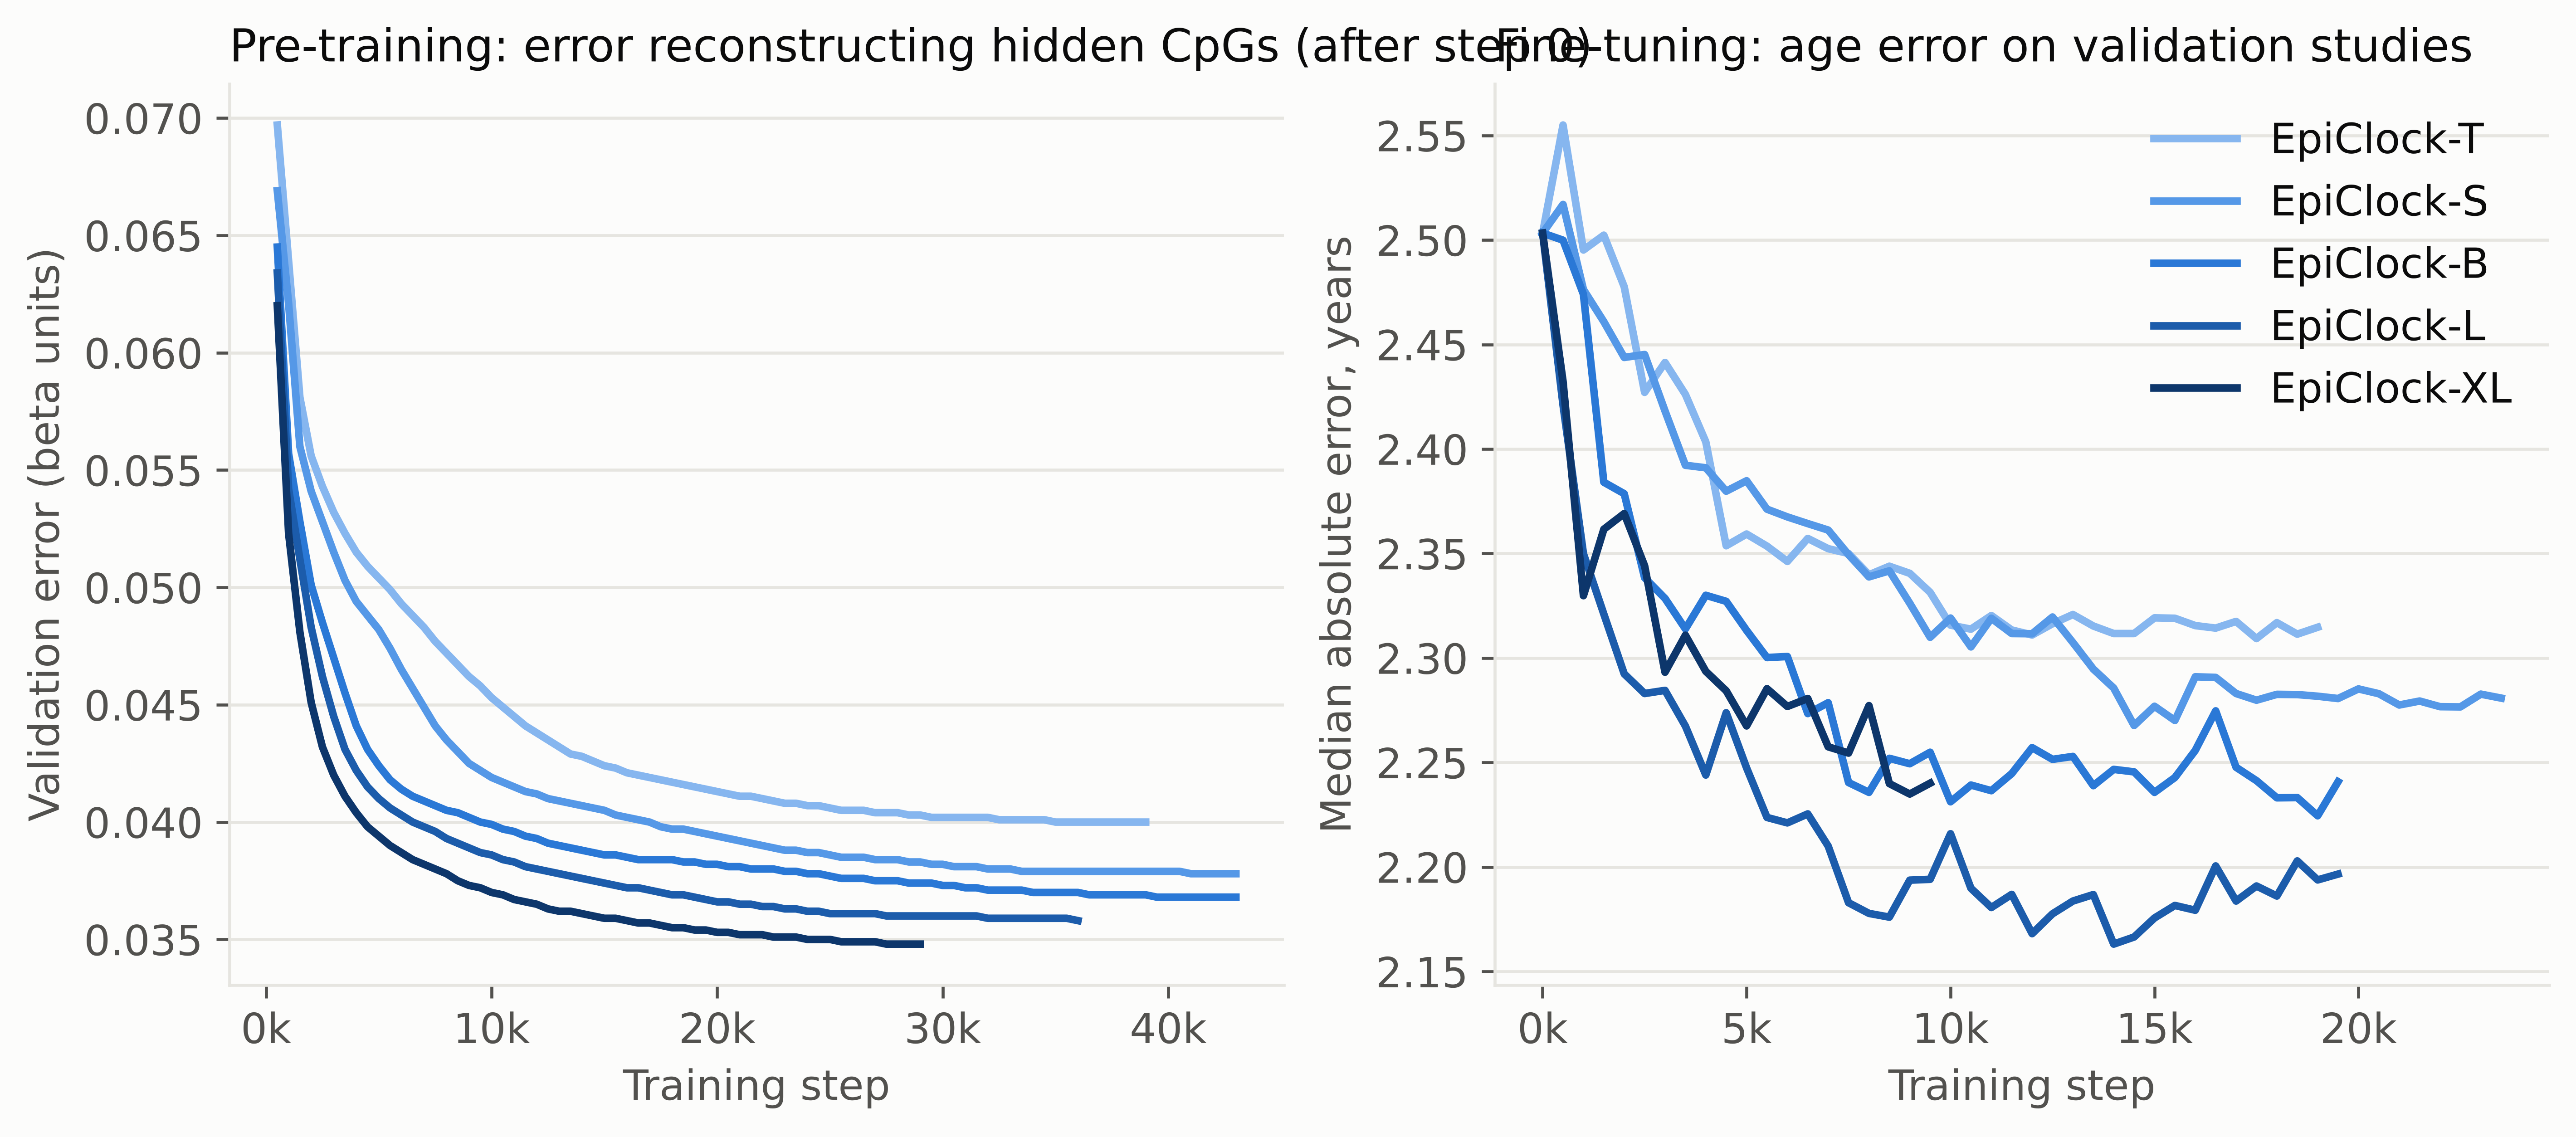 Pre-training: error reconstructing hidden CpGs (after step 0)
Validation error (beta units)
0.070
0.065
0.060
0.055
0.050
0.045
0.040
0.035
0k 10k 20k 30k 40k
Training step
Fine-tuning: age error on validation studies
Median absolute error, years
2.55
2.50
2.45
2.40
2.35
2.30
2.25
2.20
2.15
EpiClock-T
EpiClock-S
EpiClock-B
EpiClock-L
EpiClock-XL
0k 5k 10k 15k 20k
Training step